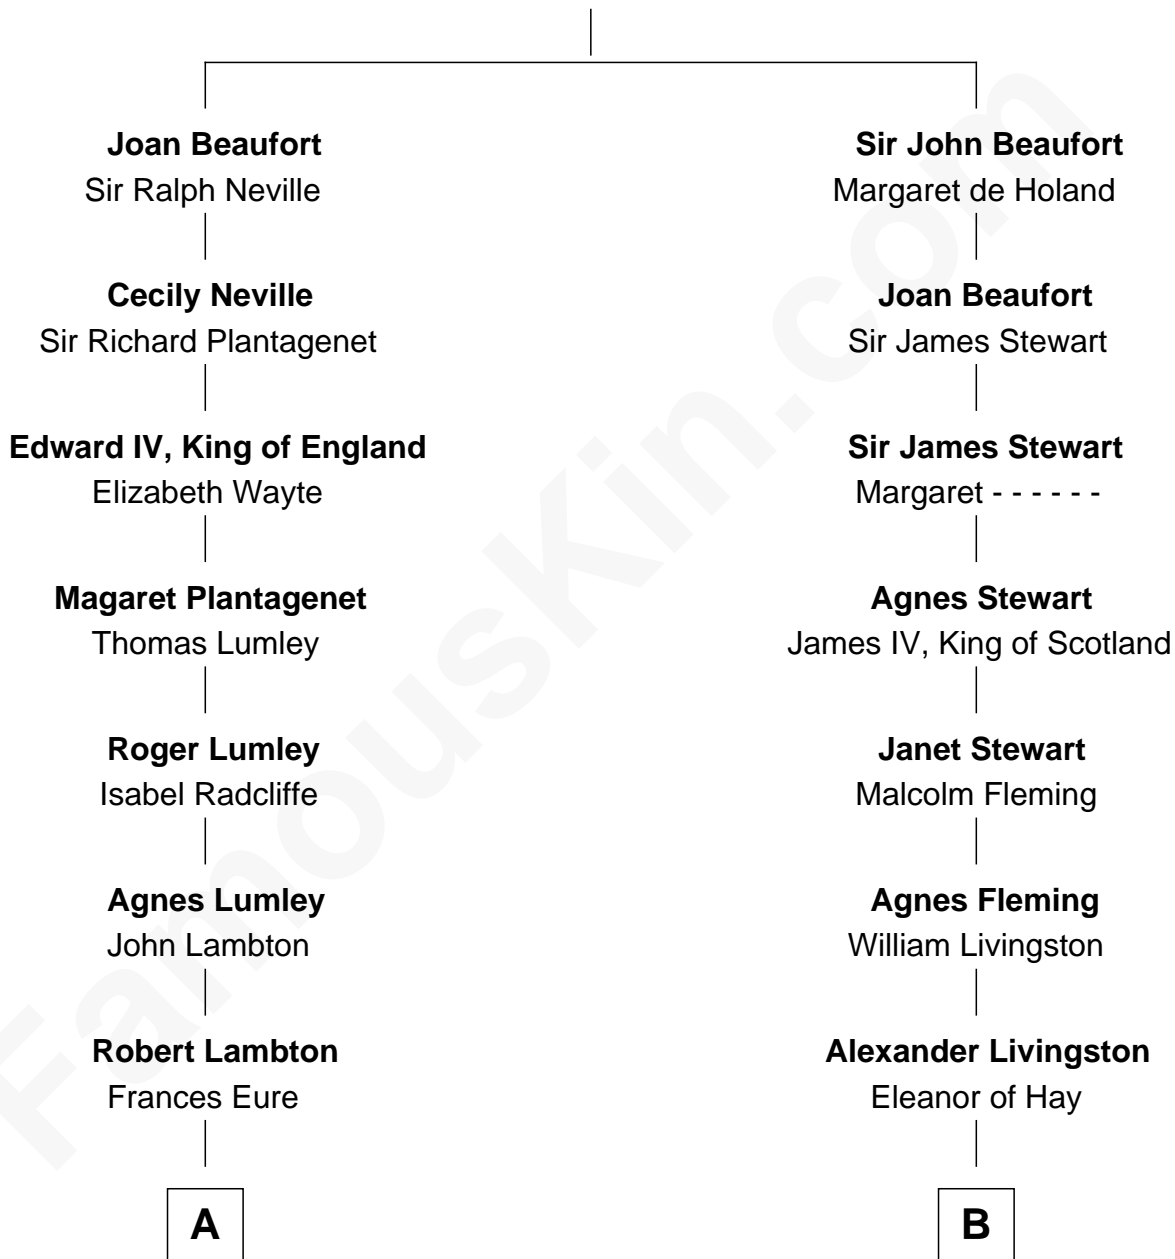 Joan Beaufort
Sir Ralph Neville
Cecily Neville
Sir Richard Plantagenet
Edward IV, King of England
Elizabeth Wayte
Magaret Plantagenet
Thomas Lumley
Roger Lumley
Isabel Radcliffe
Agnes Lumley
John Lambton
Robert Lambton
Frances Eure
A
Sir John Beaufort
Margaret de Holand
Joan Beaufort
Sir James Stewart
Sir James Stewart
Margaret - - - - - -
Agnes Stewart
James IV, King of Scotland
Janet Stewart
Malcolm Fleming
Agnes Fleming
William Livingston
Alexander Livingston
Eleanor of Hay
B
FamousKin.com